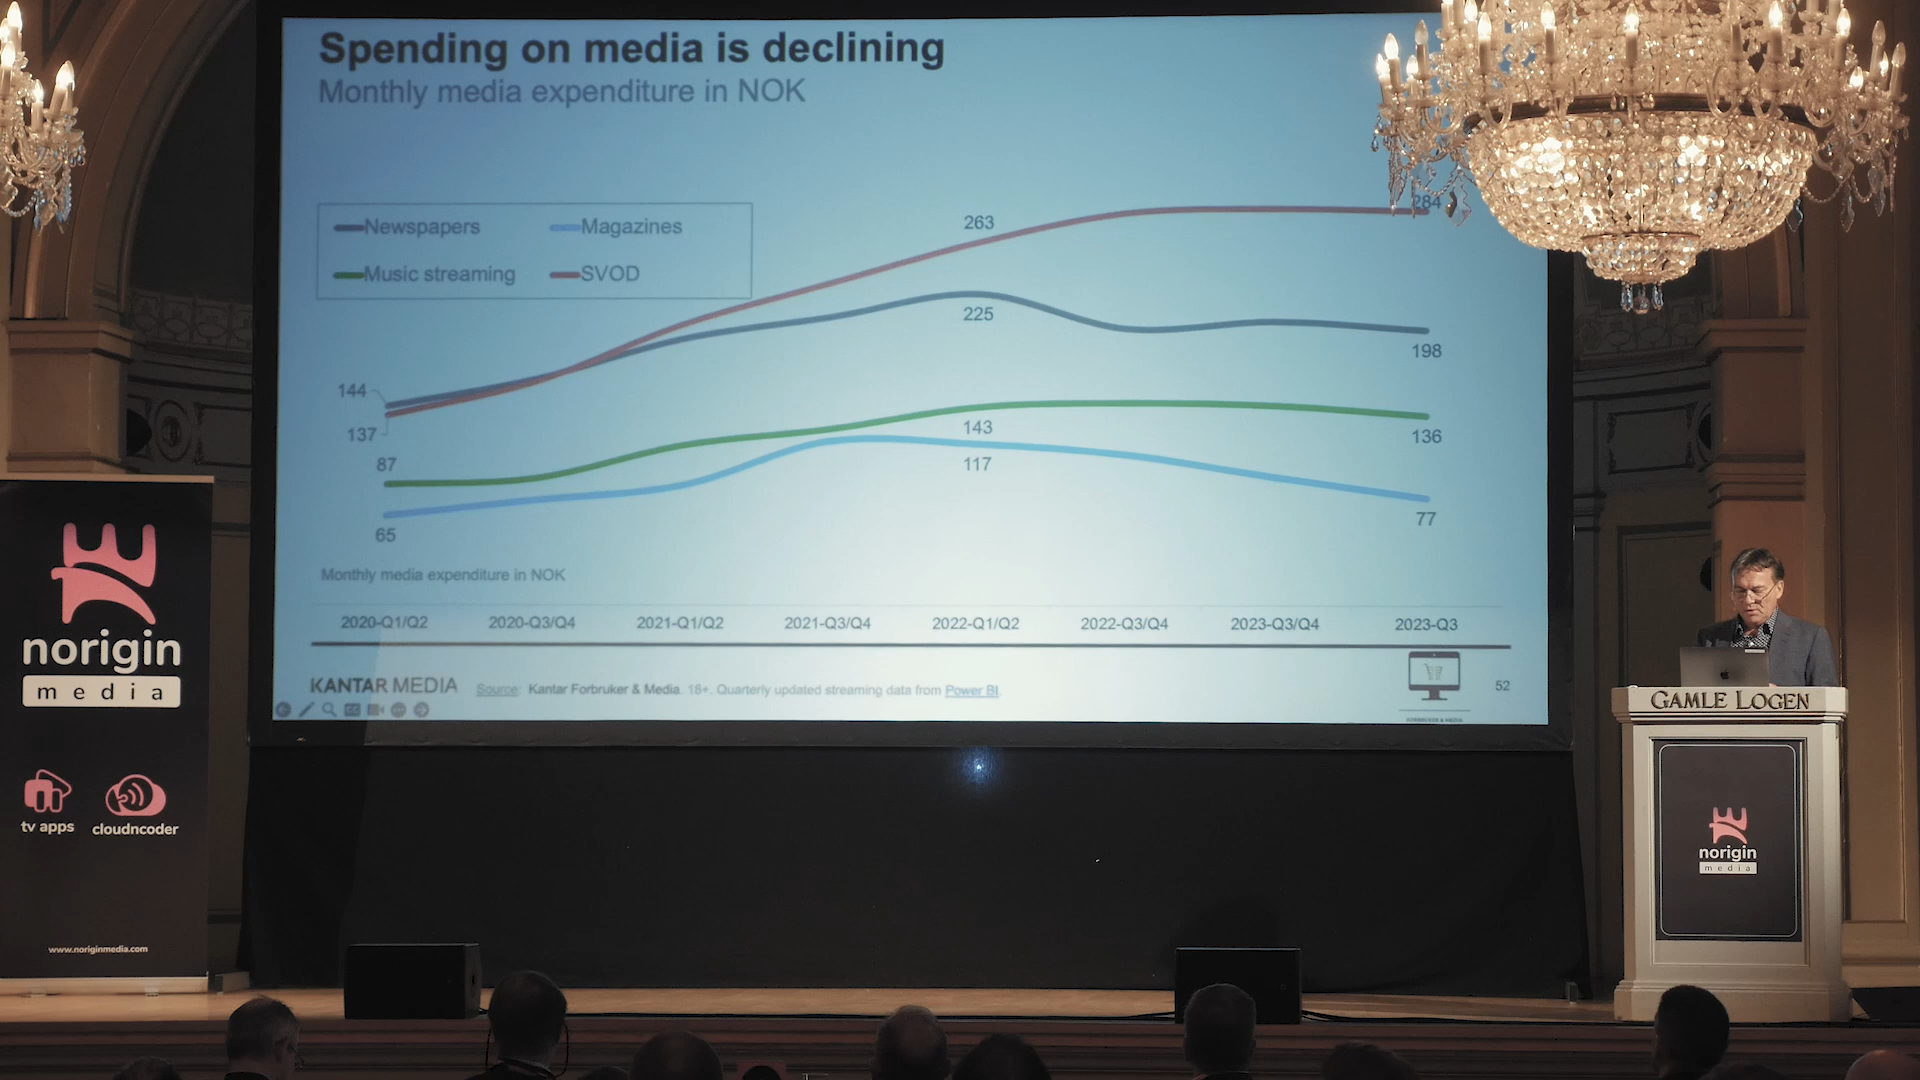 Spending on media is declining
Monthly media expenditure in NOK
Newspapers
Magazines
Music streaming
SVOD
284
263
225
198
144
137
143
136
87
117
77
65
Monthly media expenditure in NOK
2020-Q1/Q2
2020-Q3/Q4
2021-Q1/Q2
2021-Q3/Q4
2022-Q1/Q2
2022-Q3/Q4
2023-Q3/Q4
2023-Q3
KANTAR MEDIA
Source: Kantar Forbruker & Media. 18+. Quarterly updated streaming data from Power BI.
FORBRUKER & MEDIA
52
norigin
media
tv apps
cloudncoder
www.noriginmedia.com
GAMLE LOGEN
norigin
media